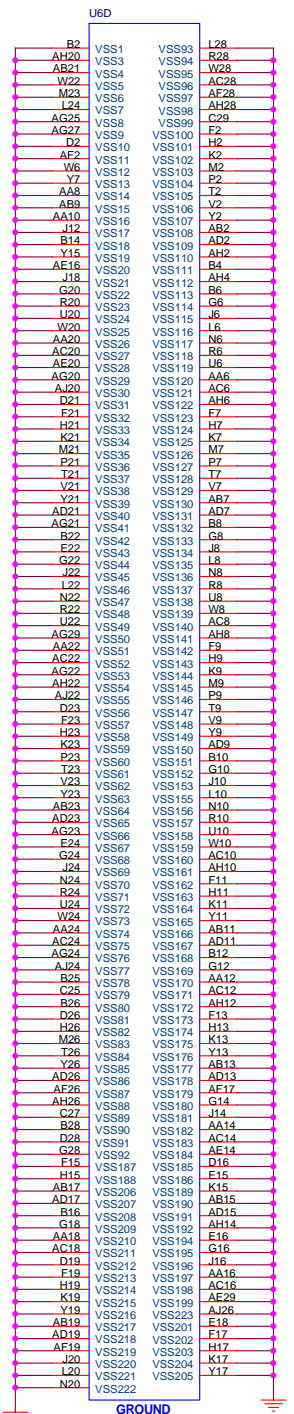 U6D
B2 VSS1 VSS93 L28
AH20 VSS3 VSS94 R28
AB21 VSS4 VSS95 W28
W22 VSS5 VSS96 AC28
M23 VSS6 VSS97 AF28
L24 VSS7 VSS98 AH28
AG25 VSS8 VSS99 C29
AG27 VSS9 VSS100 F2
D2 VSS10 VSS101 H2
AF2 VSS11 VSS102 K2
W6 VSS12 VSS103 M2
Y7 VSS13 VSS104 P2
AA8 VSS14 VSS105 T2
AB9 VSS15 VSS106 V2
AA10 VSS16 VSS107 Y2
J12 VSS17 VSS108 AB2
B14 VSS18 VSS109 AD2
Y15 VSS19 VSS110 AH2
AE16 VSS20 VSS111 B4
J18 VSS21 VSS112 AH4
G20 VSS22 VSS113 B6
R20 VSS23 VSS114 G6
U20 VSS24 VSS115 J6
W20 VSS25 VSS116 L6
AA20 VSS26 VSS117 N6
AC20 VSS27 VSS118 R6
AE20 VSS28 VSS119 U6
AG20 VSS29 VSS120 AA6
AJ20 VSS30 VSS121 AC6
D21 VSS31 VSS122 AH6
F21 VSS32 VSS123 F7
H21 VSS33 VSS124 H7
K21 VSS34 VSS125 K7
M21 VSS35 VSS126 M7
P21 VSS36 VSS127 P7
T21 VSS37 VSS128 T7
V21 VSS38 VSS129 V7
Y21 VSS39 VSS130 AB7
AD21 VSS40 VSS131 AD7
AG21 VSS41 VSS132 B8
B22 VSS42 VSS133 G8
E22 VSS43 VSS134 J8
G22 VSS44 VSS135 L8
J22 VSS45 VSS136 N8
L22 VSS46 VSS137 R8
N22 VSS47 VSS138 U8
R22 VSS48 VSS139 W8
U22 VSS49 VSS140 AC8
AG29 VSS50 VSS141 AH8
AA22 VSS51 VSS142 F9
AC22 VSS52 VSS143 H9
AG22 VSS53 VSS144 K9
AH22 VSS54 VSS145 M9
AJ22 VSS55 VSS146 P9
D23 VSS56 VSS147 T9
F23 VSS57 VSS148 V9
H23 VSS58 VSS149 Y9
K23 VSS59 VSS150 AD9
P23 VSS60 VSS151 B10
T23 VSS61 VSS152 G10
V23 VSS62 VSS153 J10
Y23 VSS63 VSS155 L10
AB23 VSS64 VSS156 N10
AD23 VSS65 VSS157 R10
AG23 VSS66 VSS158 U10
E24 VSS67 VSS159 W10
G24 VSS68 VSS160 AC10
J24 VSS69 VSS161 AH10
N24 VSS70 VSS162 F11
R24 VSS71 VSS163 H11
U24 VSS72 VSS164 K11
W24 VSS73 VSS165 Y11
AA24 VSS74 VSS166 AB11
AC24 VSS75 VSS167 AD11
AG24 VSS76 VSS168 B12
AJ24 VSS77 VSS169 G12
B25 VSS78 VSS170 AA12
C25 VSS79 VSS171 AC12
B26 VSS80 VSS172 AH12
D26 VSS81 VSS173 F13
H26 VSS82 VSS174 H13
M26 VSS83 VSS175 K13
T26 VSS84 VSS176 Y13
Y26 VSS85 VSS177 AB13
AD26 VSS86 VSS178 AD13
AF26 VSS87 VSS179 AF17
AH26 VSS88 VSS180 G14
C27 VSS89 VSS181 J14
B28 VSS90 VSS182 AA14
D28 VSS91 VSS183 AC14
G28 VSS92 VSS184 AE14
F15 VSS187 VSS185 D16
H15 VSS188 VSS186 E15
AB17 VSS206 VSS189 K15
AD17 VSS207 VSS190 AB15
B16 VSS208 VSS191 AD15
G18 VSS209 VSS192 AH14
AA18 VSS210 VSS194 E16
AC18 VSS211 VSS195 G16
D19 VSS212 VSS196 J16
F19 VSS213 VSS197 AA16
H19 VSS214 VSS198 AC16
K19 VSS215 VSS199 AE29
Y19 VSS216 VSS223 AJ26
AB19 VSS217 VSS201 E18
AD19 VSS218 VSS202 F17
AF19 VSS219 VSS203 H17
J20 VSS220 VSS204 K17
L20 VSS221 VSS205 Y17
N20 VSS222
GROUND